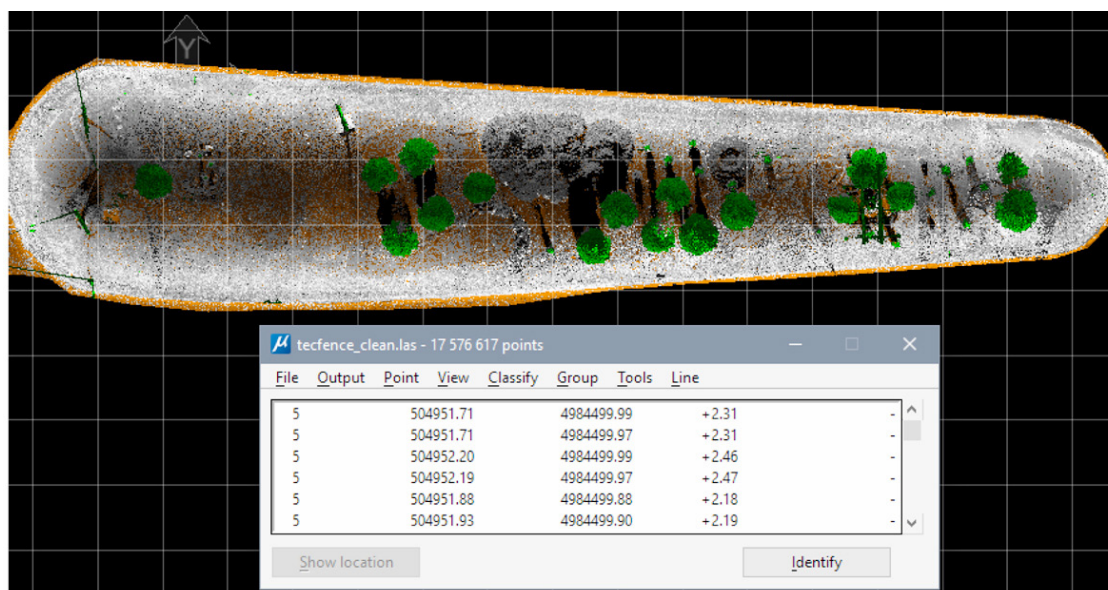 Y
tecfence_clean.las - 17 576 617 points
File Output Point View Classify Group Tools Line
5 504951.71 4984499.99 +2.31 -
5 504951.71 4984499.97 +2.31 -
5 504952.20 4984499.99 +2.46 -
5 504952.19 4984499.97 +2.47 -
5 504951.88 4984499.88 +2.18 -
5 504951.93 4984499.90 +2.19 -
Show location Identify